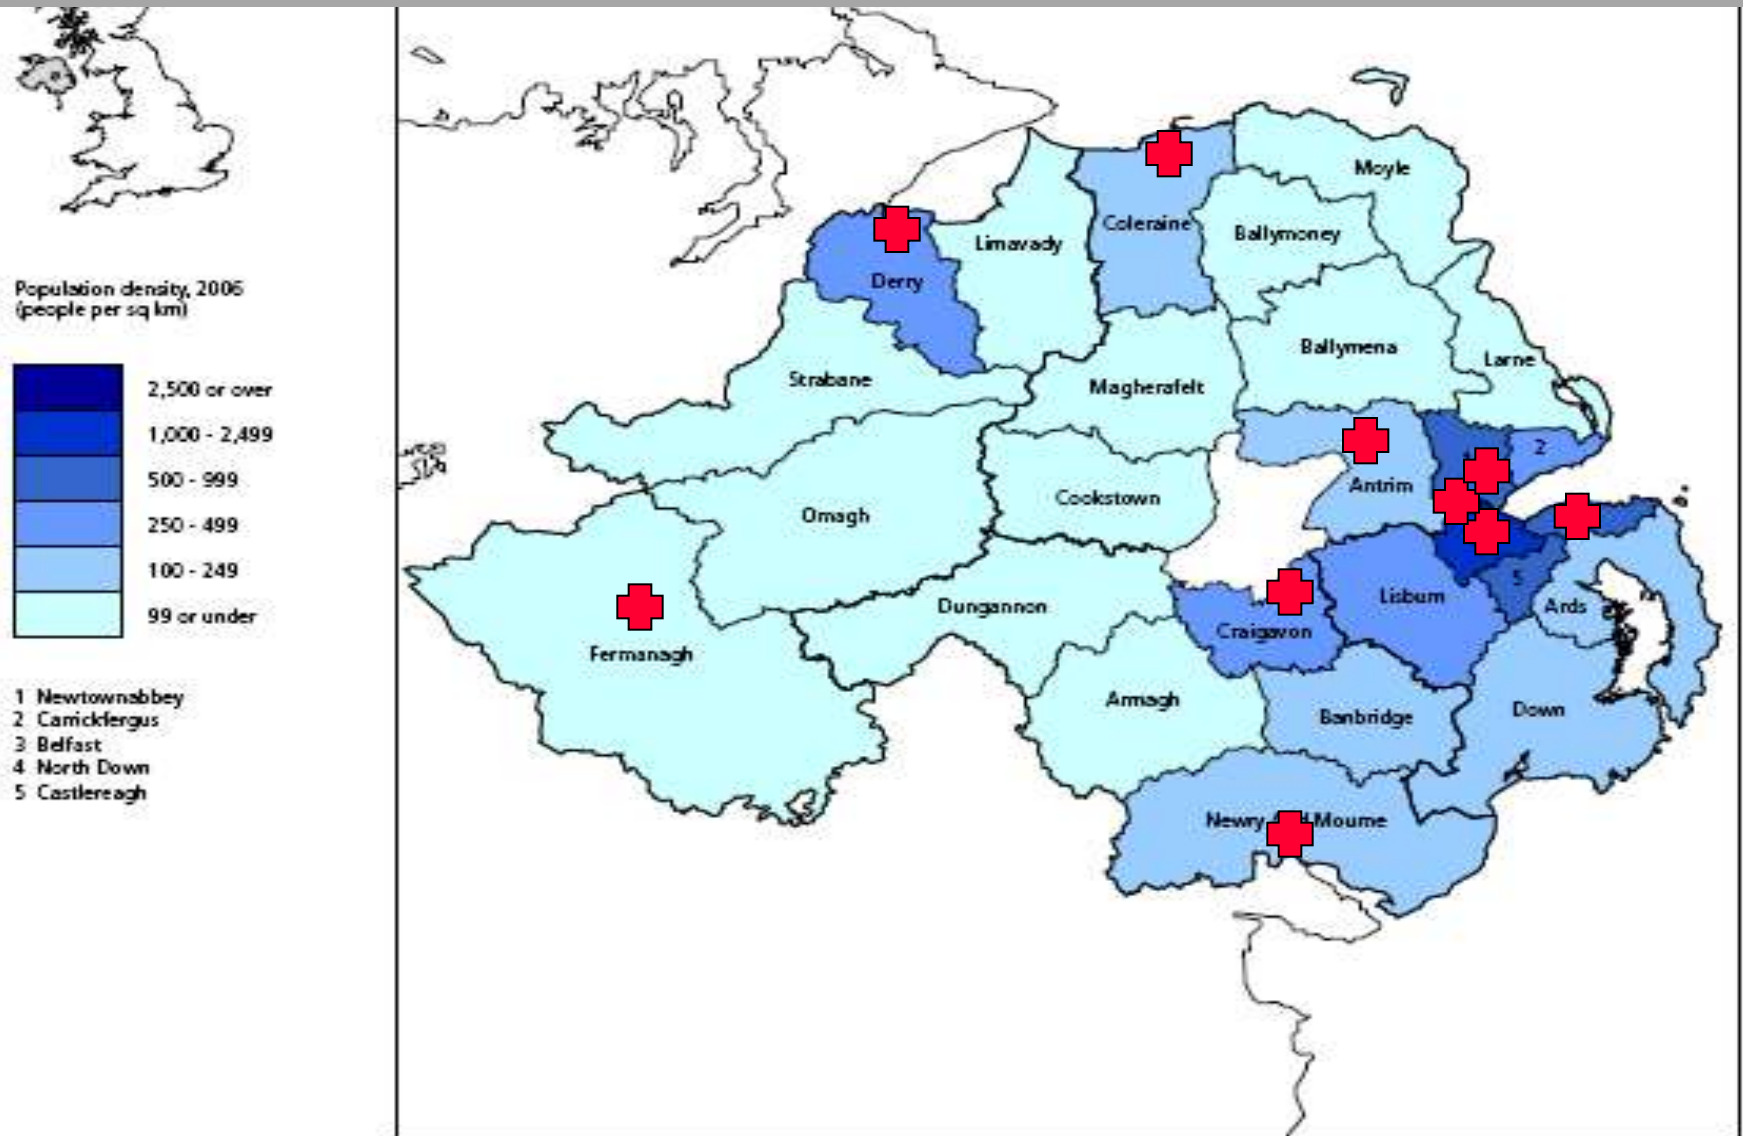 Population density, 2006
(people per sq km)
2,500 or over
1,000 - 2,499
500 - 999
250 - 499
100 - 249
99 or under
1 Newtownabbey
2 Carrickfergus
3 Belfast
4 North Down
5 Castlereagh
Moyle
Coleraine
Ballymoney
Limavady
Derry
Ballymena
Larne
Strabane
Magherafelt
2
Antrim
Cookstown
Omagh
5
Lisburn
Ards
Dungannon
Craigavon
Fermanagh
Armagh
Banbridge
Down
Newry Mourne